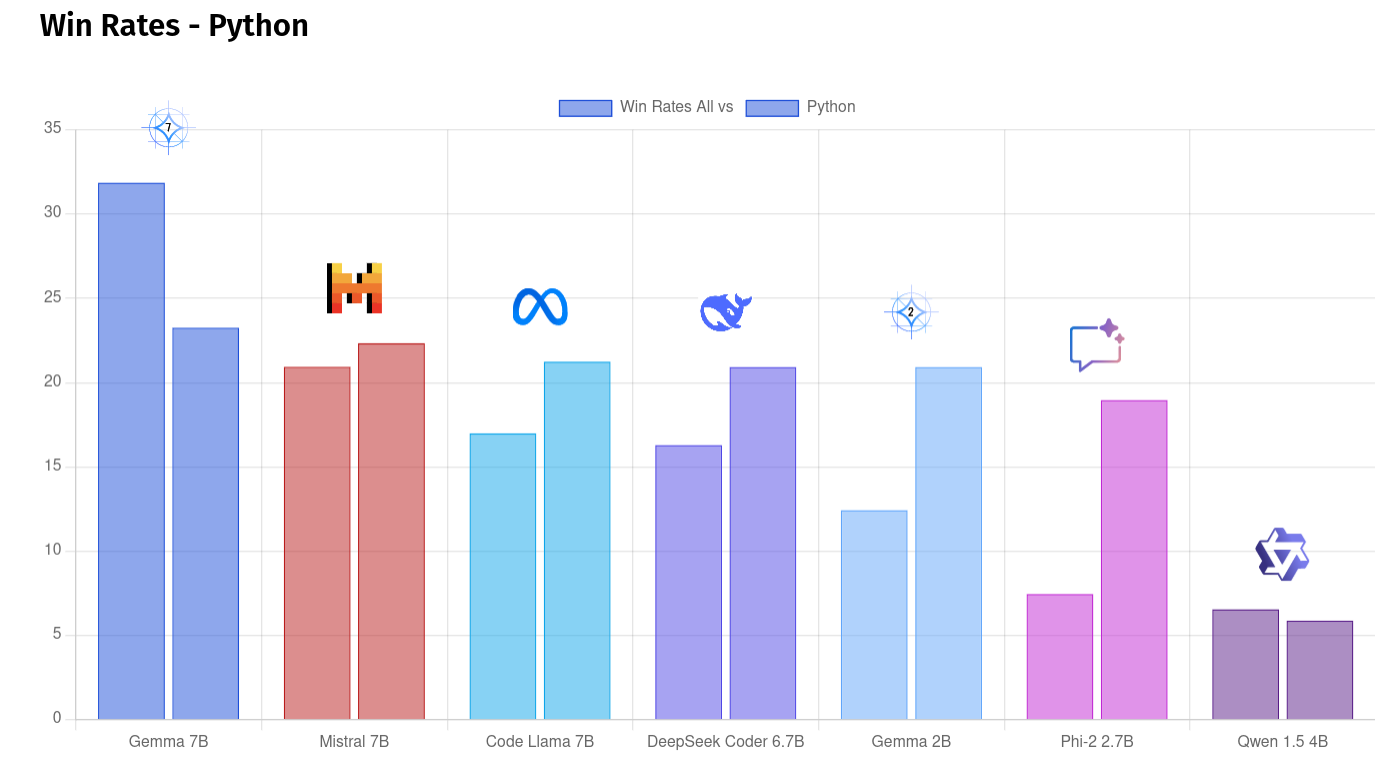 Win Rates - Python
Win Rates All vs
Python
7
35
30
25
2
20
15
10
5
0
Gemma 7B
Mistral 7B
Code Llama 7B
DeepSeek Coder 6.7B
Gemma 2B
Phi-2 2.7B
Qwen 1.5 4B